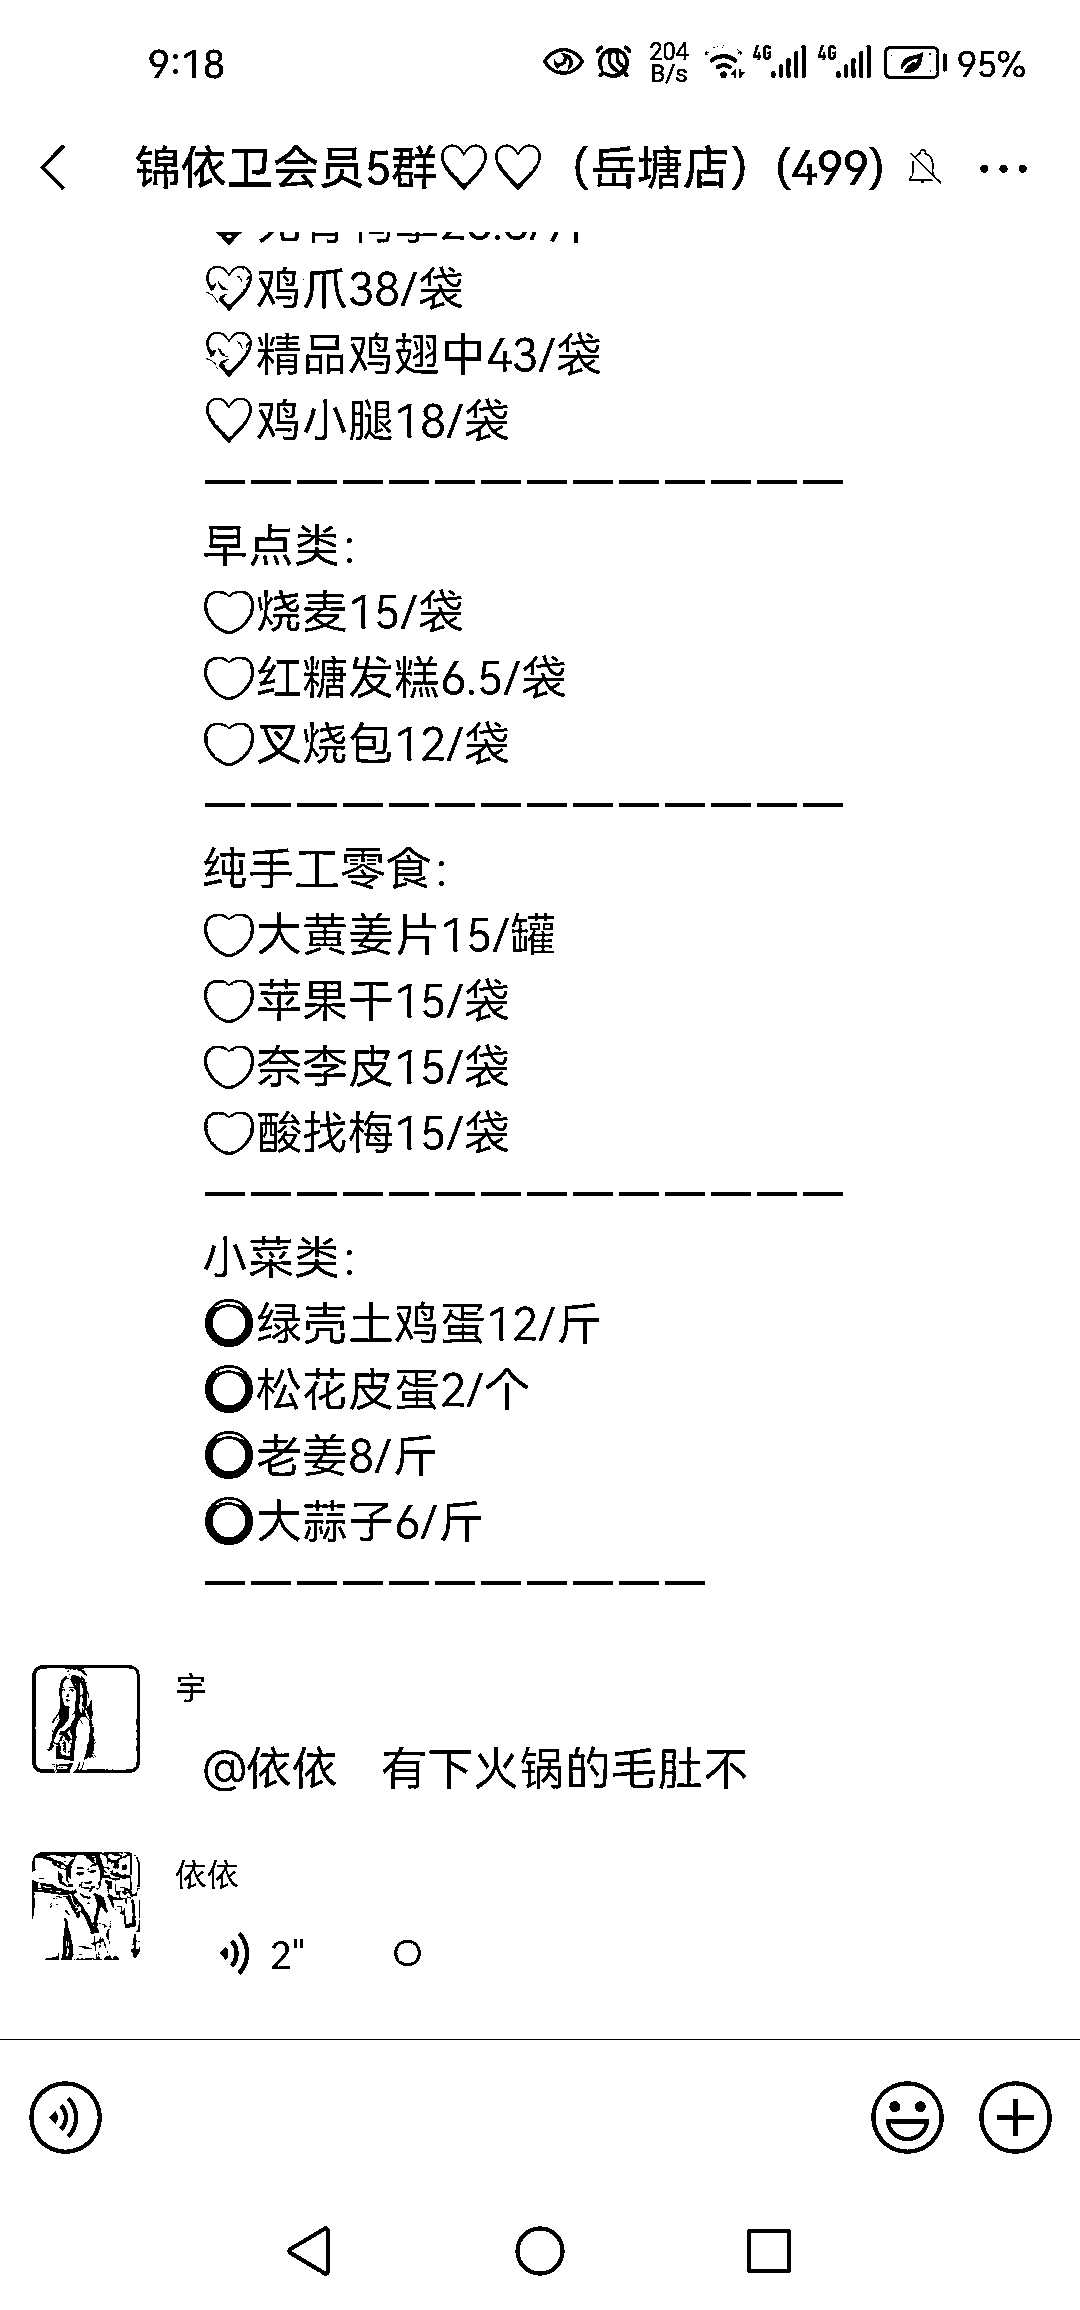 9:18 204 B/s 4G 4G 95%
锦依卫会员5群♡♡（岳塘店）(499)
鸡爪38/袋
精品鸡翅中43/袋
鸡小腿18/袋
———————————————
早点类：
烧麦15/袋
红糖发糕6.5/袋
叉烧包12/袋
———————————————
纯手工零食：
大黄姜片15/罐
苹果干15/袋
奈李皮15/袋
酸找梅15/袋
———————————————
小菜类：
绿壳土鸡蛋12/斤
松花皮蛋2/个
老姜8/斤
大蒜子6/斤
————————————
宇
@依依 有下火锅的毛肚不
依依
2"